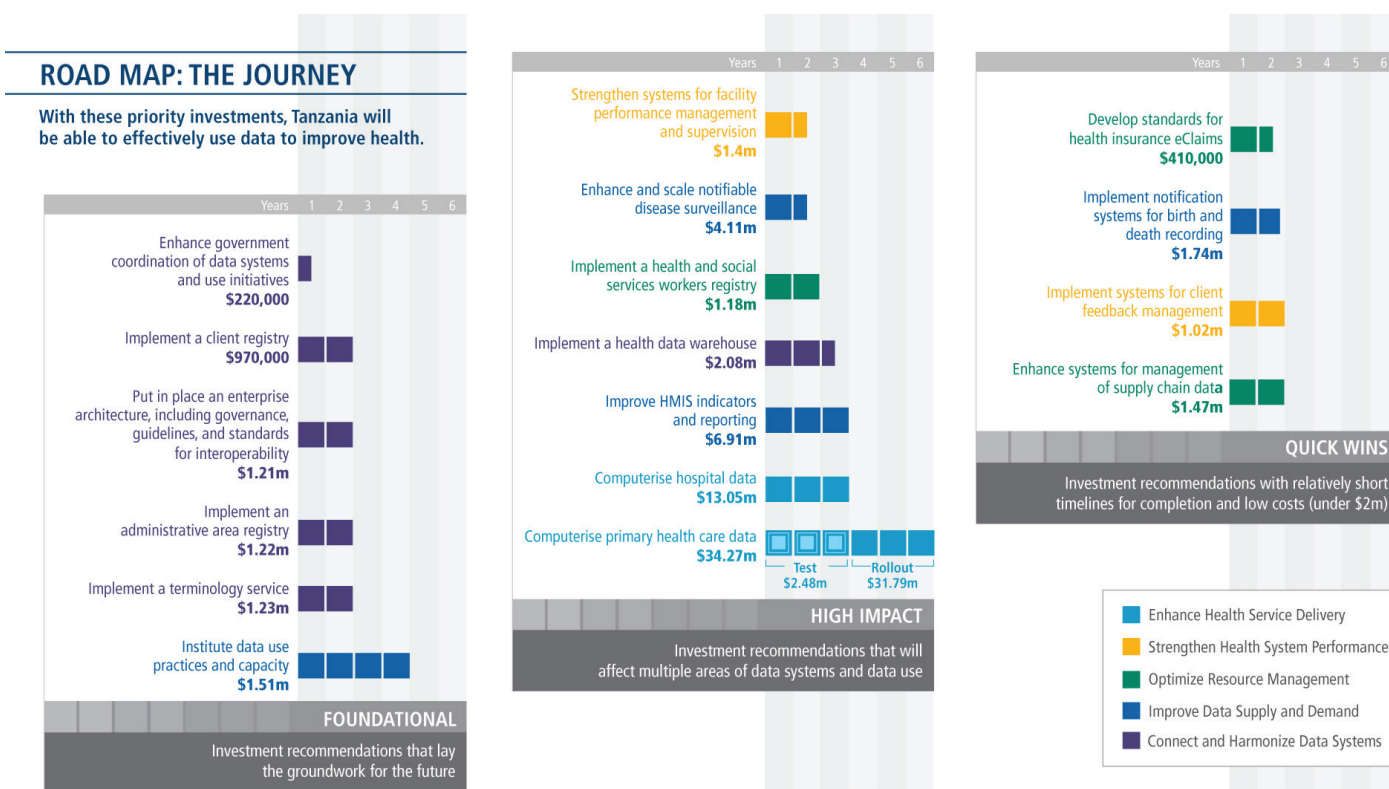 ROAD MAP: THE JOURNEY
With these priority investments, Tanzania will
be able to effectively use data to improve health.
Years 1 2 3 4 5 6
Enhance government
coordination of data systems
and use initiatives
$220,000
Implement a client registry
$970,000
Put in place an enterprise
architecture, including governance,
guidelines, and standards
for interoperability
$1.21m
Implement an
administrative area registry
$1.22m
Implement a terminology service
$1.23m
Institute data use
practices and capacity
$1.51m
FOUNDATIONAL
Investment recommendations that lay
the groundwork for the future
Years 1 2 3 4 5 6
Strengthen systems for facility
performance management
and supervision
$1.4m
Enhance and scale notifiable
disease surveillance
$4.11m
Implement a health and social
services workers registry
$1.18m
Implement a health data warehouse
$2.08m
Improve HMIS indicators
and reporting
$6.91m
Computerise hospital data
$13.05m
Computerise primary health care data
$34.27m
Test
$2.48m
Rollout
$31.79m
HIGH IMPACT
Investment recommendations that will
affect multiple areas of data systems and data use
Years 1 2 3 4 5 6
Develop standards for
health insurance eClaims
$410,000
Implement notification
systems for birth and
death recording
$1.74m
Implement systems for client
feedback management
$1.02m
Enhance systems for management
of supply chain data
$1.47m
QUICK WINS
Investment recommendations with relatively short
timelines for completion and low costs (under $2m)
Enhance Health Service Delivery
Strengthen Health System Performance
Optimize Resource Management
Improve Data Supply and Demand
Connect and Harmonize Data Systems